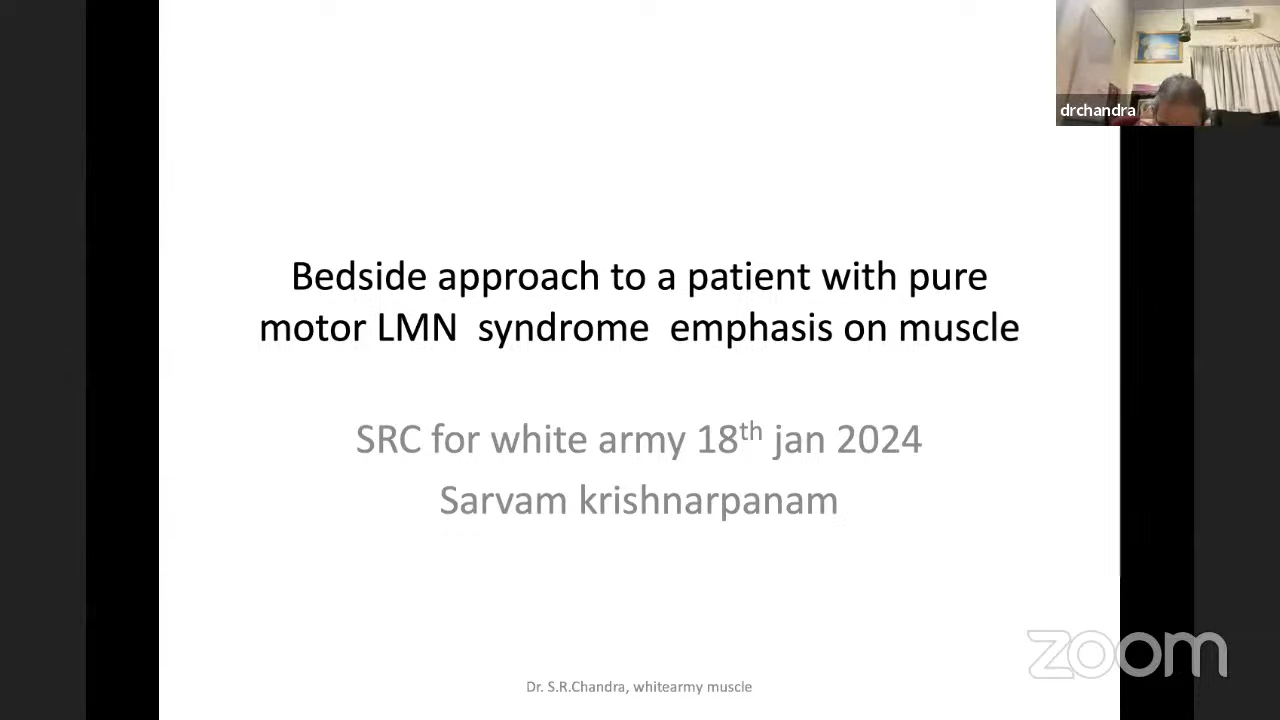 drchandra
Bedside approach to a patient with pure
motor LMN syndrome emphasis on muscle
SRC for white army 18th jan 2024
Sarvam krishnarpanam
zoom
Dr. S.R.Chandra, whitearmy muscle